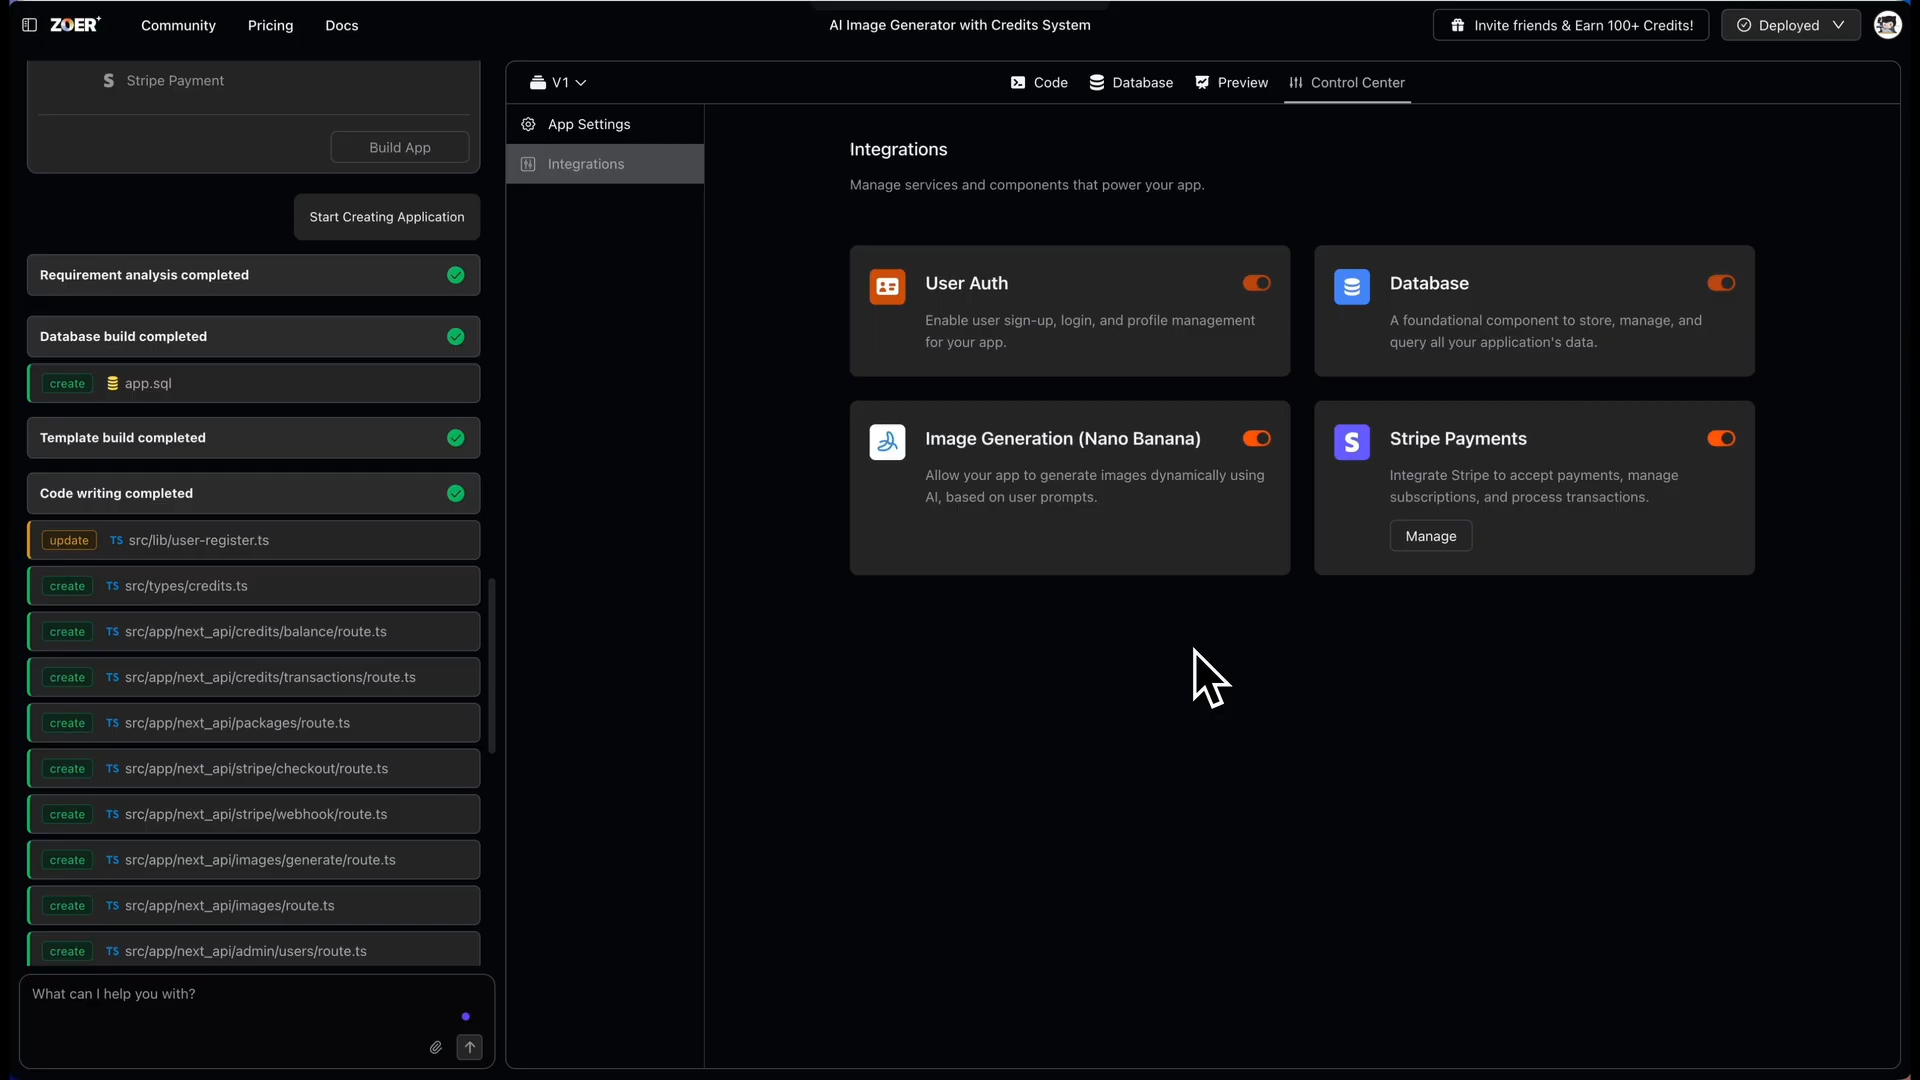 ZOER+
Community
Pricing
Docs
AI Image Generator with Credits System
Invite friends & Earn 100+ Credits!
Deployed
S Stripe Payment
Build App
Start Creating Application
Requirement analysis completed
Database build completed
create app.sql
Template build completed
Code writing completed
update TS src/lib/user-register.ts
create TS src/types/credits.ts
create TS src/app/next_api/credits/balance/route.ts
create TS src/app/next_api/credits/transactions/route.ts
create TS src/app/next_api/packages/route.ts
create TS src/app/next_api/stripe/checkout/route.ts
create TS src/app/next_api/stripe/webhook/route.ts
create TS src/app/next_api/images/generate/route.ts
create TS src/app/next_api/images/route.ts
create TS src/app/next_api/admin/users/route.ts
What can I help you with?
V1
Code
Database
Preview
Control Center
App Settings
Integrations
Integrations
Manage services and components that power your app.
User Auth
Enable user sign-up, login, and profile management
for your app.
Database
A foundational component to store, manage, and
query all your application's data.
Image Generation (Nano Banana)
Allow your app to generate images dynamically using
AI, based on user prompts.
S
Stripe Payments
Integrate Stripe to accept payments, manage
subscriptions, and process transactions.
Manage